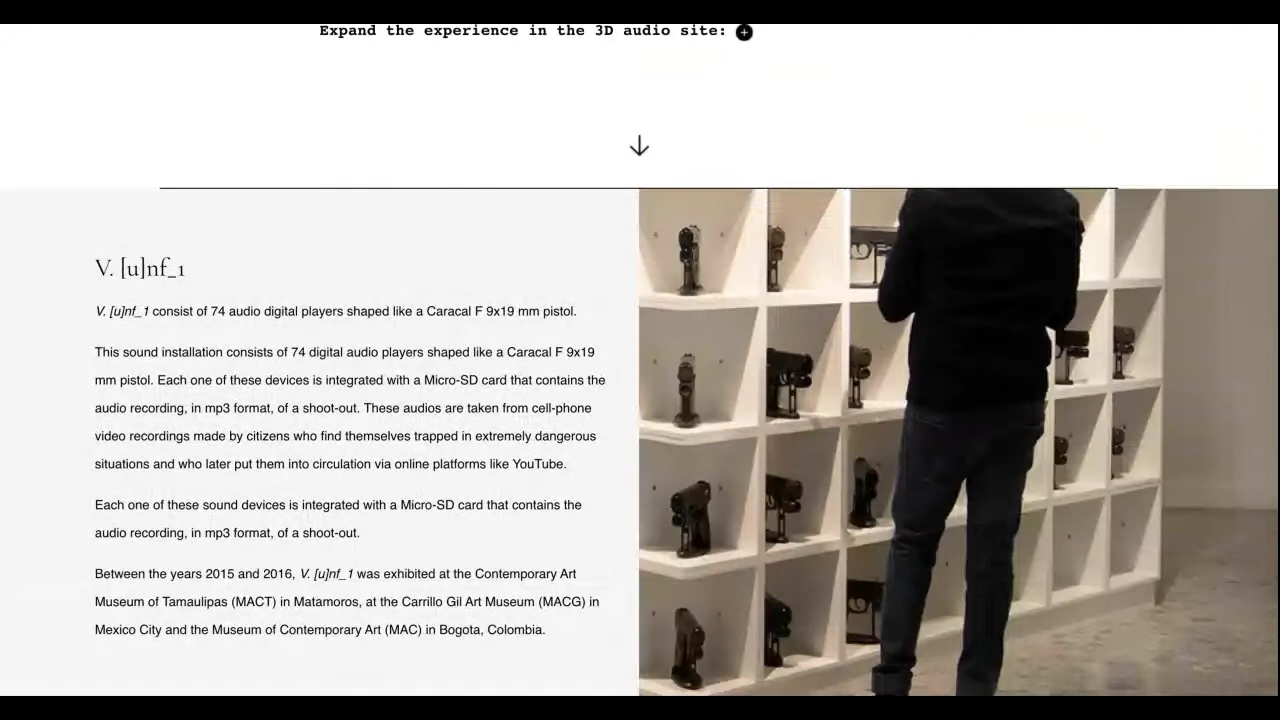 Expand the experience in the 3D audio site: +
V. [u]nf_1
V. [u]nf_1 consist of 74 audio digital players shaped like a Caracal F 9x19 mm pistol.
This sound installation consists of 74 digital audio players shaped like a Caracal F 9x19
mm pistol. Each one of these devices is integrated with a Micro-SD card that contains the
audio recording, in mp3 format, of a shoot-out. These audios are taken from cell-phone
video recordings made by citizens who find themselves trapped in extremely dangerous
situations and who later put them into circulation via online platforms like YouTube.
Each one of these sound devices is integrated with a Micro-SD card that contains the
audio recording, in mp3 format, of a shoot-out.
Between the years 2015 and 2016, V. [u]nf_1 was exhibited at the Contemporary Art
Museum of Tamaulipas (MACT) in Matamoros, at the Carrillo Gil Art Museum (MACG) in
Mexico City and the Museum of Contemporary Art (MAC) in Bogota, Colombia.